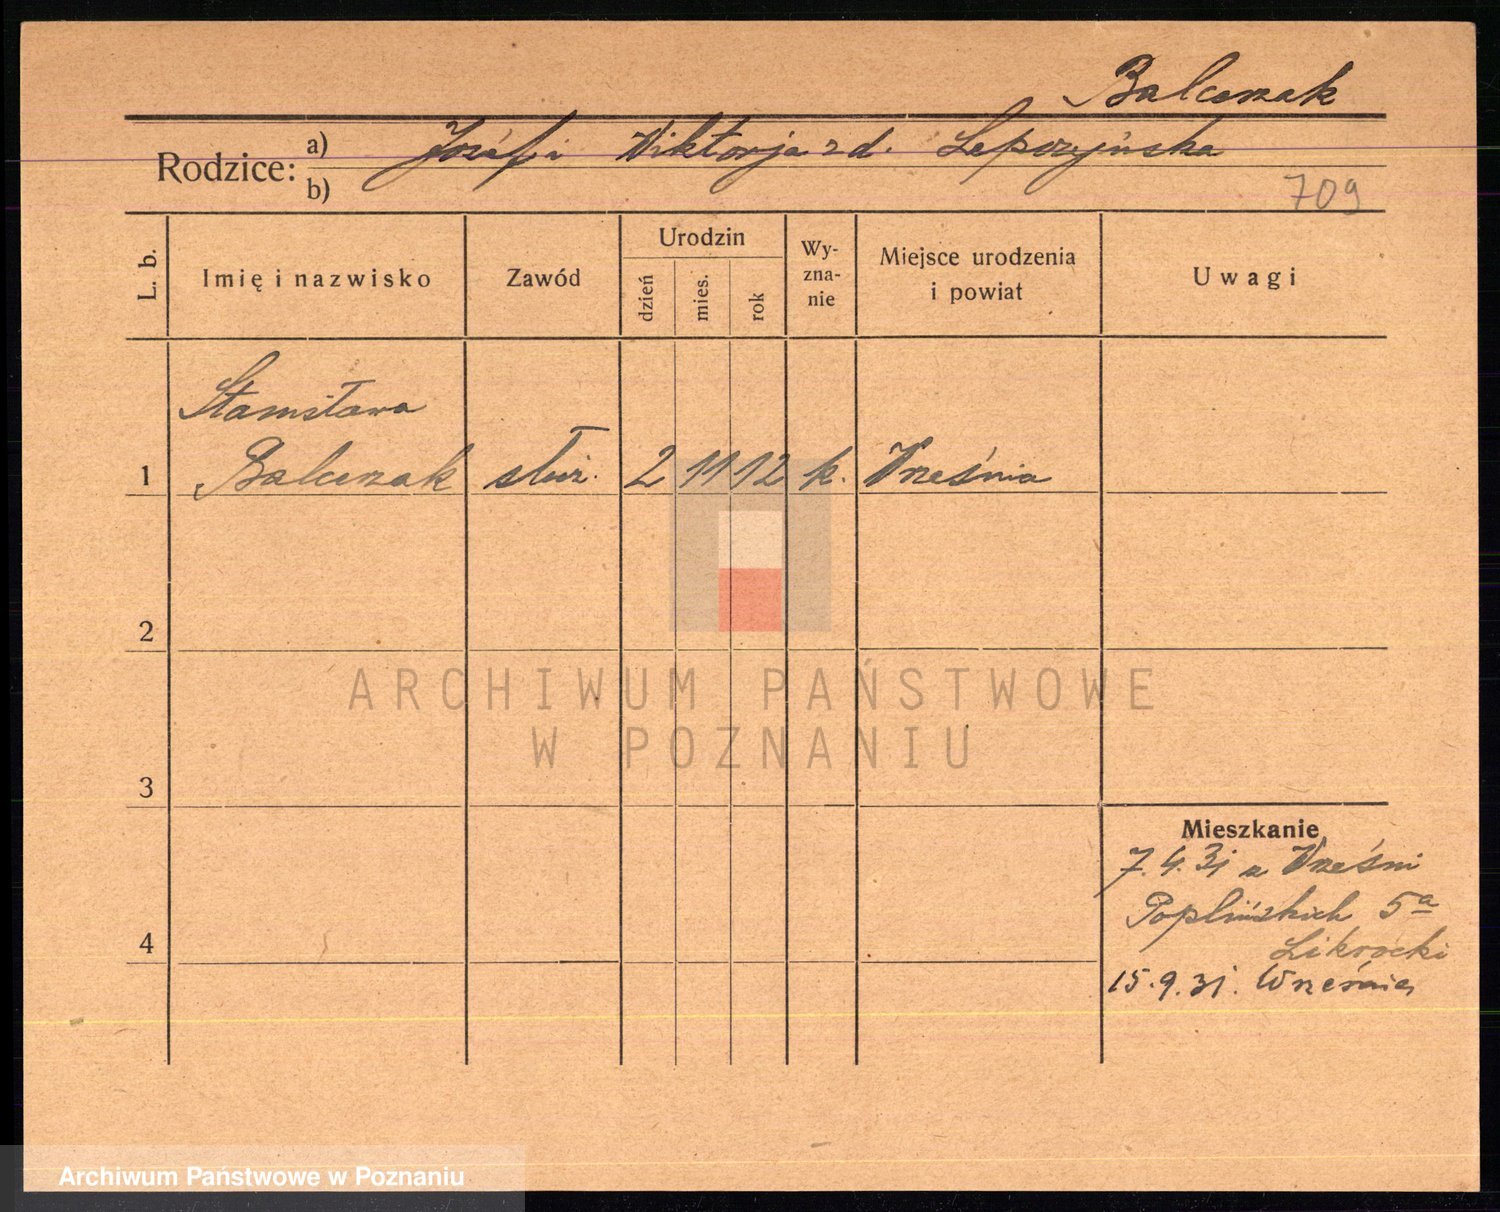 Balcerzak
Rodzice: a) Józef i Wiktorja z d. Lepczyńska
b)
709
L. b.
Imię i nazwisko
Zawód
Urodzin
dzień
mies.
rok
Wy-
zna-
nie
Miejsce urodzenia
i powiat
Uwagi
Stanisława
1 Balcerzak służ. 2 11 12 k. Września
2
3
4
Mieszkanie
7.4.31 z Wrześni
Poplińskich 5a
15.9.31. Września
ARCHIWUM PAŃSTWOWE
W POZNANIU
Archiwum Państwowe w Poznaniu